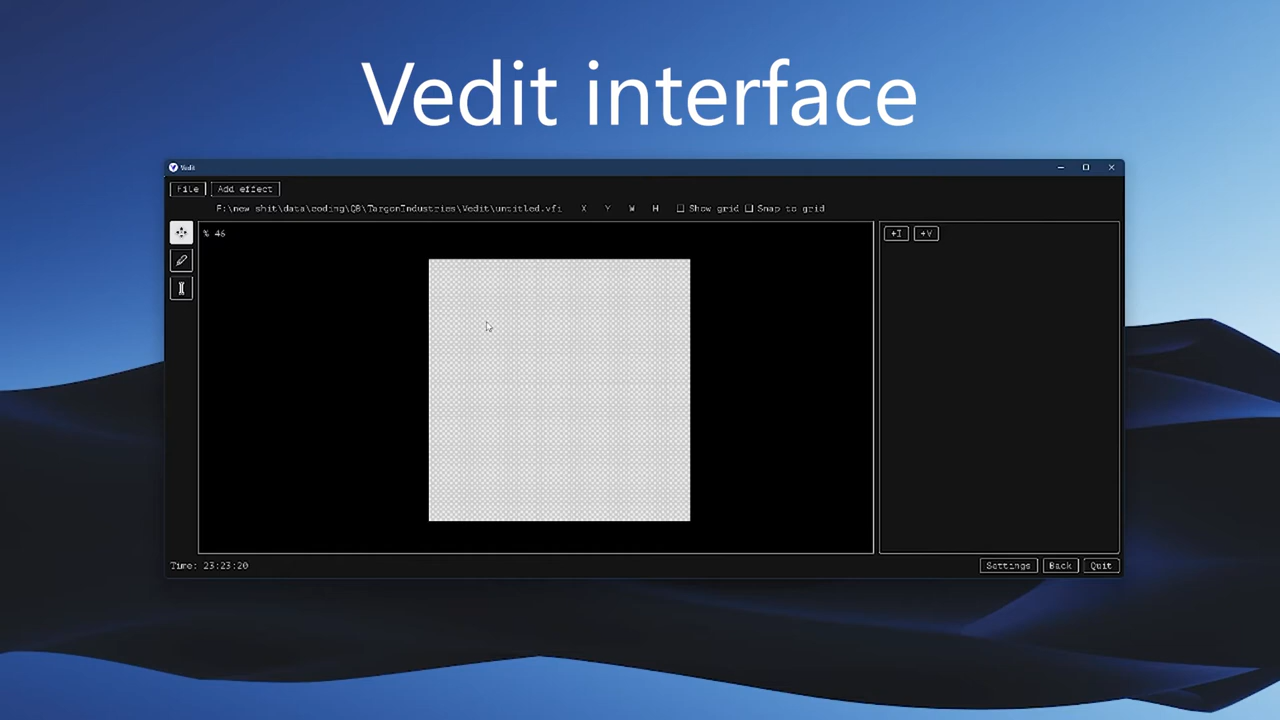 Vedit interface
Vedit
File Add effect
F:\new shit\data\coding\QB\TargonIndustries\Vedit\untitled.vfi X Y W H Show grid Snap to grid
% 46
+I +V
Time: 23:23:20
Settings Back Quit